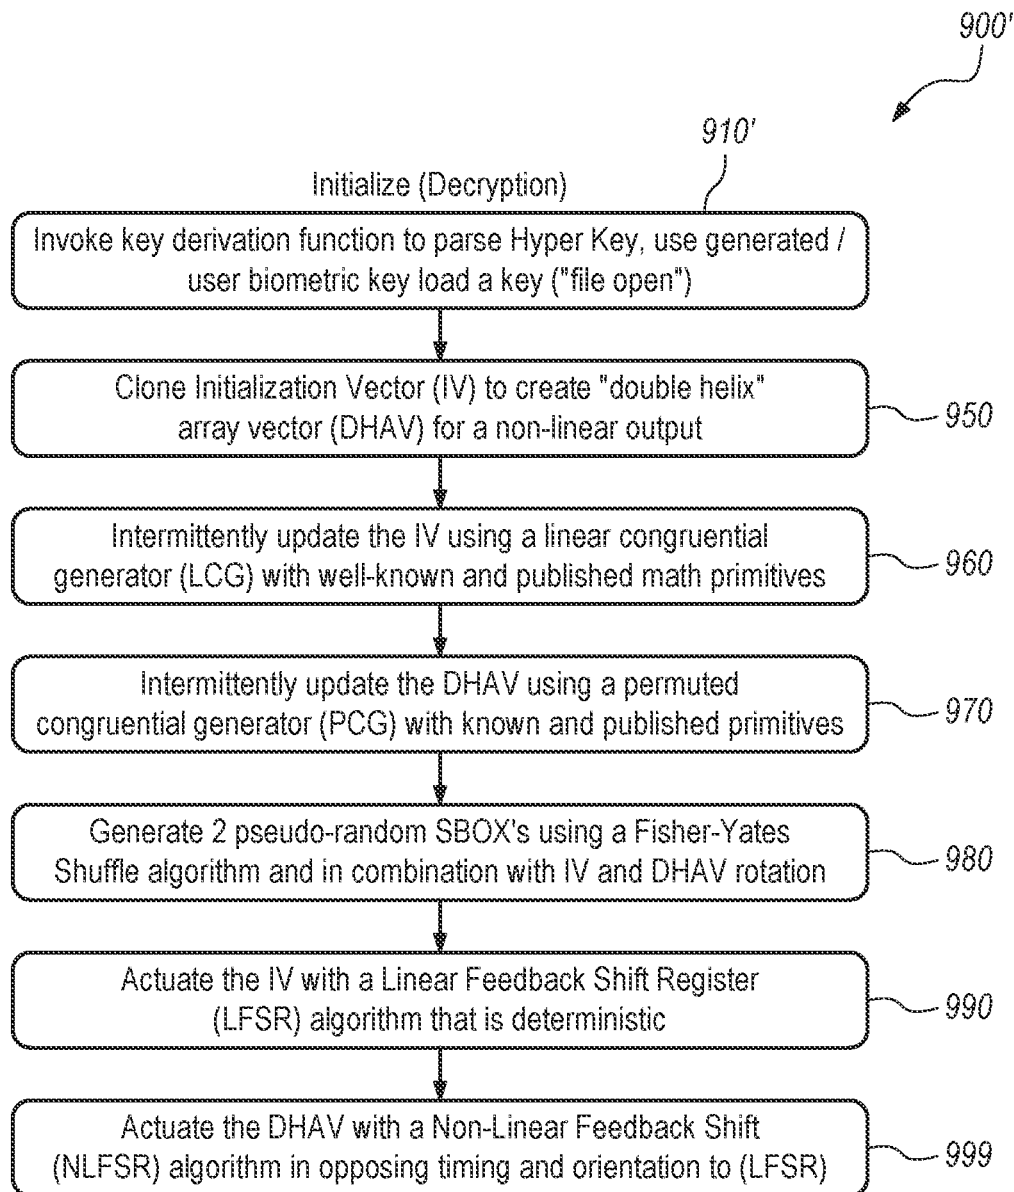 900'
910'
Initialize (Decryption)
Invoke key derivation function to parse Hyper Key, use generated /
user biometric key load a key ("file open")
Clone Initialization Vector (IV) to create "double helix"
array vector (DHAV) for a non-linear output
950
Intermittently update the IV using a linear congruential
generator (LCG) with well-known and published math primitives
960
Intermittently update the DHAV using a permuted
congruential generator (PCG) with known and published primitives
970
Generate 2 pseudo-random SBOX's using a Fisher-Yates
Shuffle algorithm and in combination with IV and DHAV rotation
980
Actuate the IV with a Linear Feedback Shift Register
(LFSR) algorithm that is deterministic
990
Actuate the DHAV with a Non-Linear Feedback Shift
(NLFSR) algorithm in opposing timing and orientation to (LFSR)
999